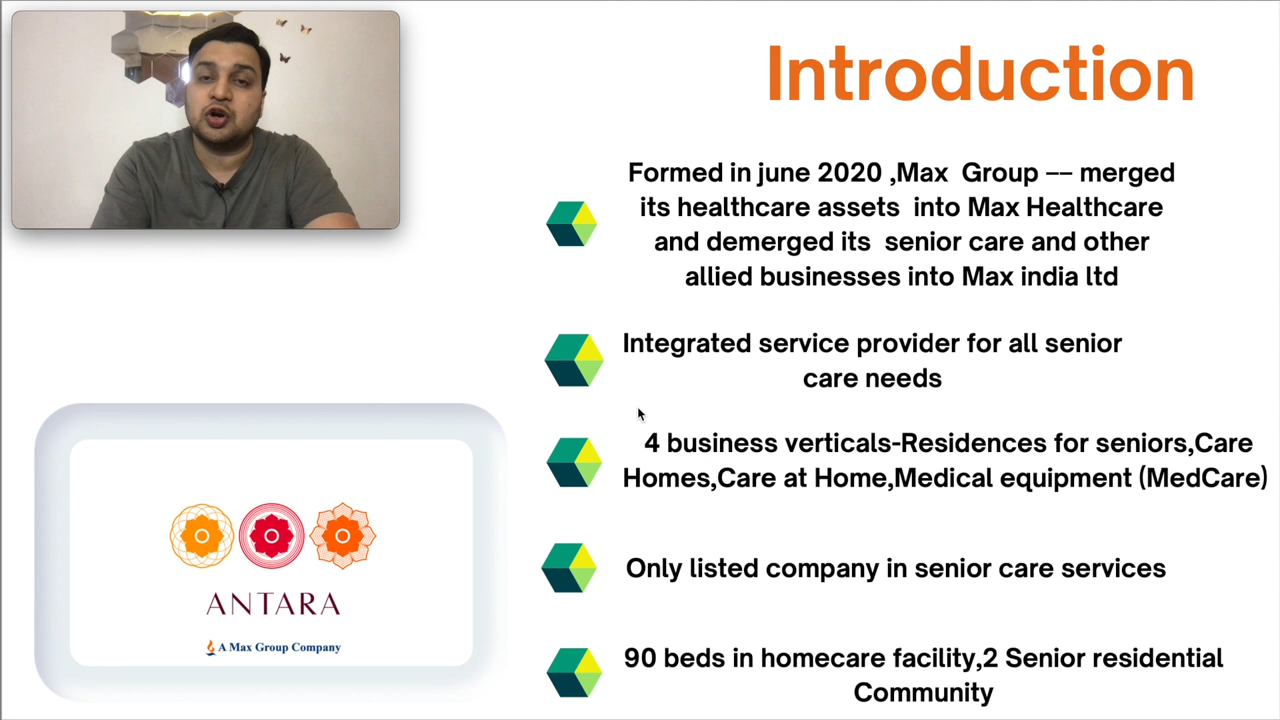 Introduction
Formed in june 2020 ,Max Group –– merged
its healthcare assets into Max Healthcare
and demerged its senior care and other
allied businesses into Max india ltd
Integrated service provider for all senior
care needs
4 business verticals-Residences for seniors,Care
Homes,Care at Home,Medical equipment (MedCare)
Only listed company in senior care services
90 beds in homecare facility,2 Senior residential
Community
ANTARA
A Max Group Company